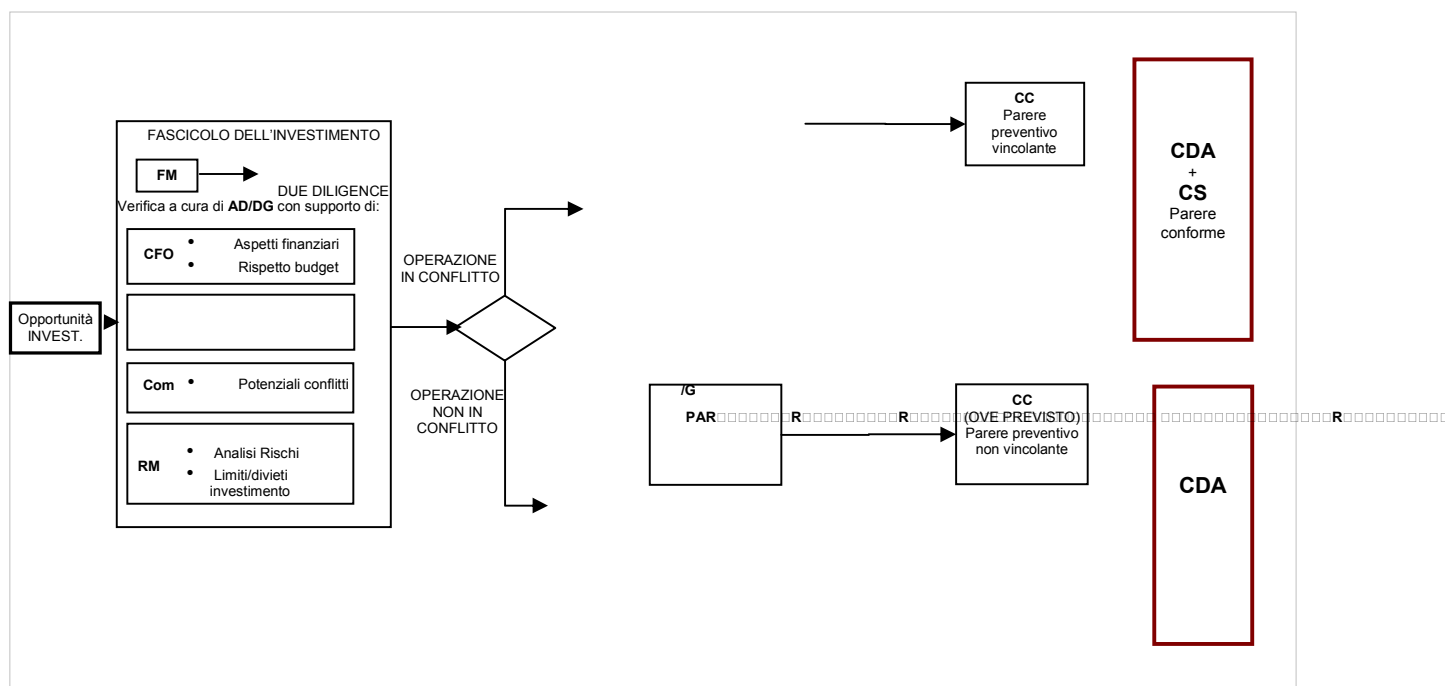 Opportunità
INVEST.
FASCICOLO DELL'INVESTIMENTO
FM
DUE DILIGENCE
Verifica a cura di AD/DG con supporto di:
CFO
• Aspetti finanziari
• Rispetto budget
Com • Potenziali conflitti
RM
• Analisi Rischi
• Limiti/divieti
investimento
OPERAZIONE
IN CONFLITTO
OPERAZIONE
NON IN
CONFLITTO
CC
Parere
preventivo
vincolante
CDA
+
CS
Parere
conforme
/G
PAR
R
R
R
CC
(OVE PREVISTO)
Parere preventivo
non vincolante
CDA